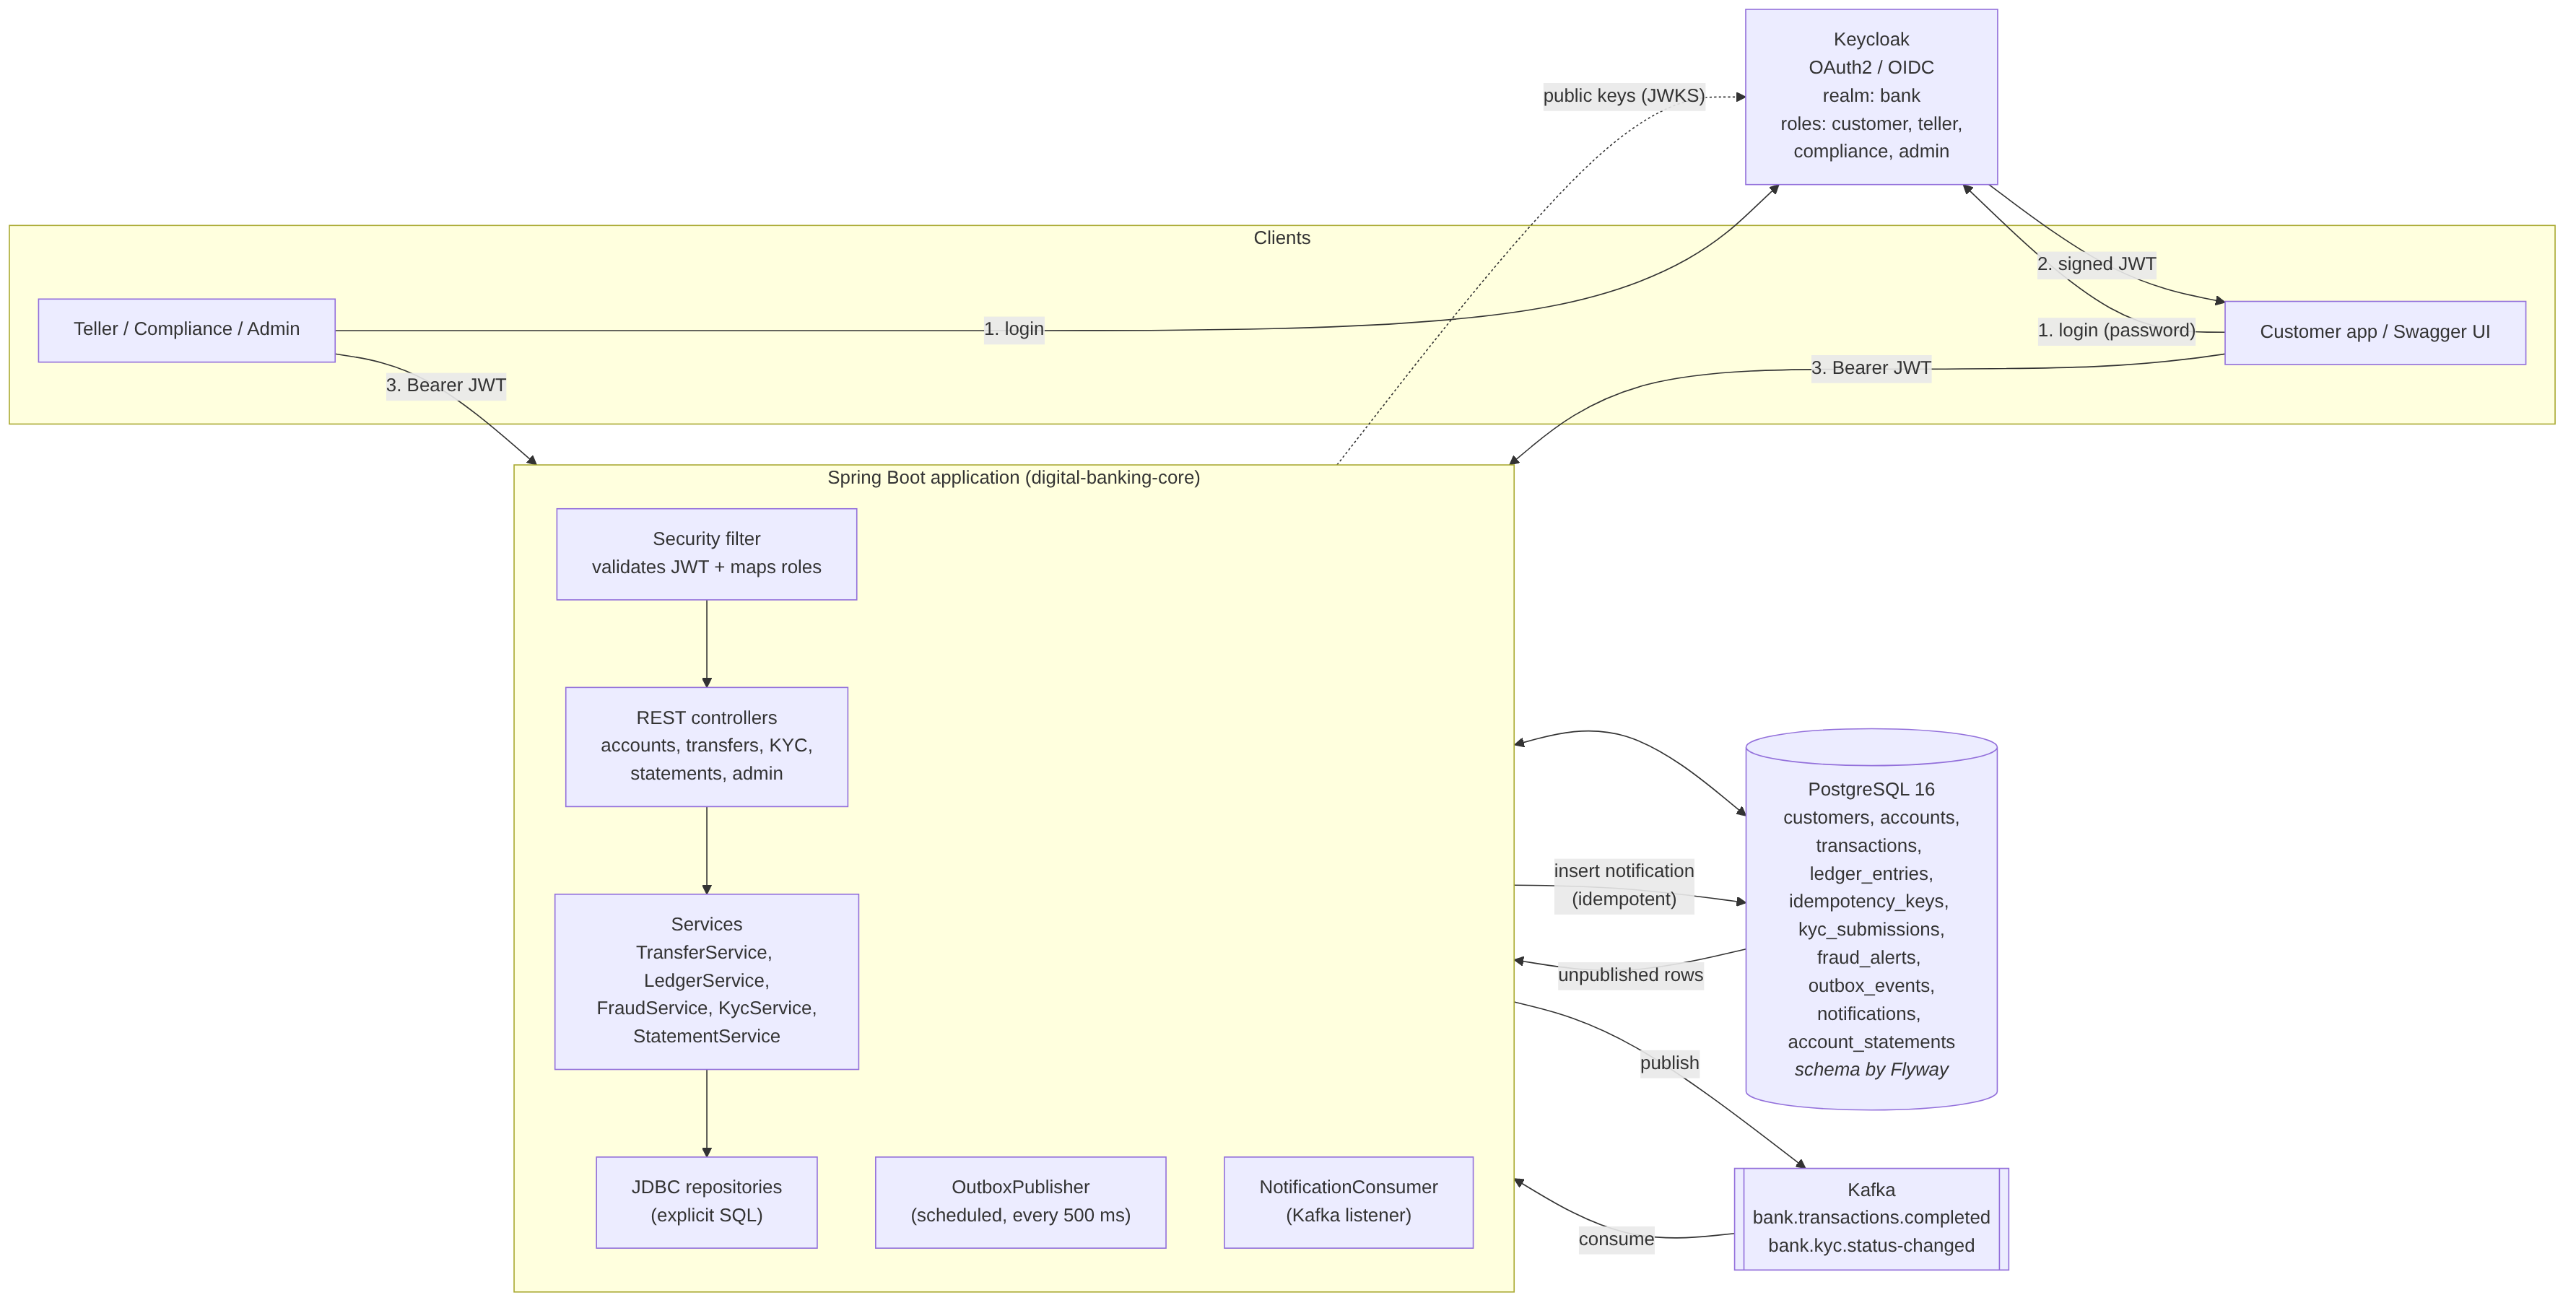 Keycloak
OAuth2 / OIDC
realm: bank
roles: customer, teller,
compliance, admin
public keys (JWKS)
Clients
2. signed JWT
Teller / Compliance / Admin
1. login
1. login (password)
Customer app / Swagger UI
3. Bearer JWT
3. Bearer JWT
Spring Boot application (digital-banking-core)
Security filter
validates JWT + maps roles
REST controllers
accounts, transfers, KYC,
statements, admin
Services
TransferService,
LedgerService,
FraudService, KycService,
StatementService
JDBC repositories
(explicit SQL)
OutboxPublisher
(scheduled, every 500 ms)
NotificationConsumer
(Kafka listener)
insert notification
(idempotent)
unpublished rows
publish
consume
PostgreSQL 16
customers, accounts,
transactions,
ledger_entries,
idempotency_keys,
kyc_submissions,
fraud_alerts,
outbox_events,
notifications,
account_statements
schema by Flyway
Kafka
bank.transactions.completed
bank.kyc.status-changed